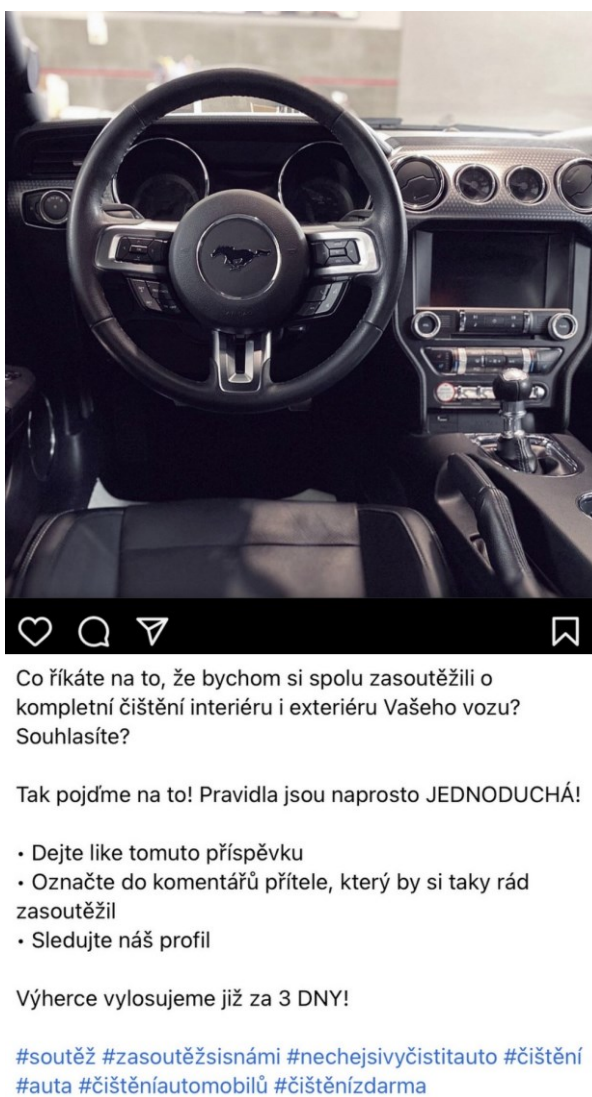 Co říkáte na to, že bychom si spolu zasoutěžili o
kompletní čištění interiéru i exteriéru Vašeho vozu?
Souhlasíte?
Tak pojďme na to! Pravidla jsou naprosto JEDNODUCHÁ!
• Dejte like tomuto příspěvku
• Označte do komentářů přítele, který by si taky rád
zasoutěžil
• Sledujte náš profil
Výherce vylosujeme již za 3 DNY!
#soutěž #zasoutěžsisnámi #nechejsivyčistitauto #čištění
#auta #čištěníautomobilů #čištěnízdarma